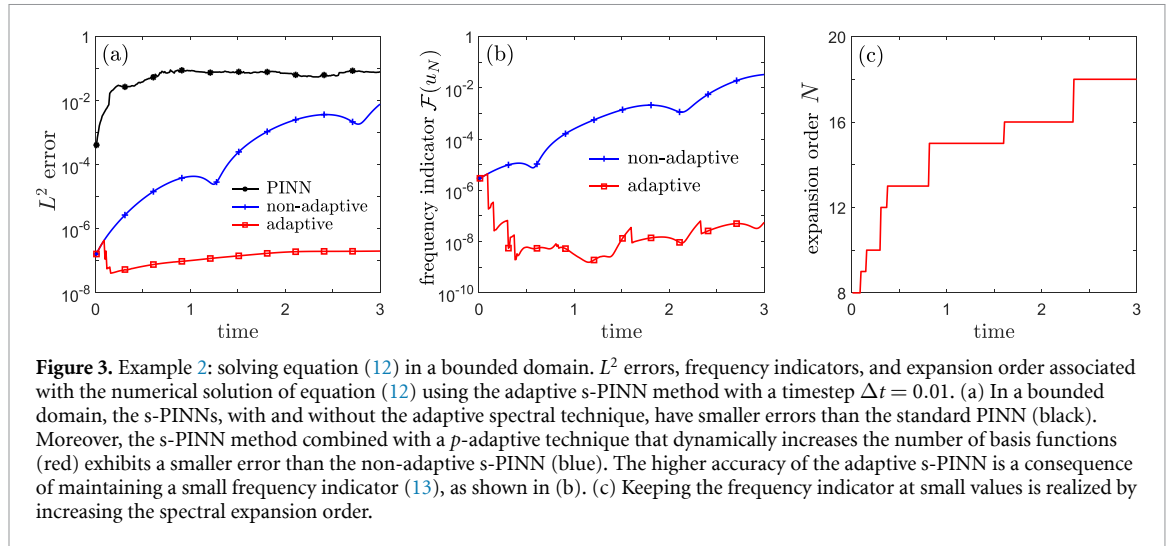 (a)
1
10^-2
10^-4
10^-6
10^-8
L^2 error
PINN
non-adaptive
adaptive
0
1
2
3
time
(b)
1
10^-2
10^-4
10^-6
10^-8
10^-10
frequency indicator F(u_N)
non-adaptive
adaptive
0
1
2
3
time
(c)
20
16
12
8
expansion order N
0
1
2
3
time
Figure 3. Example 2: solving equation (12) in a bounded domain. L^2 errors, frequency indicators, and expansion order associated
with the numerical solution of equation (12) using the adaptive s-PINN method with a timestep Δt = 0.01. (a) In a bounded
domain, the s-PINNs, with and without the adaptive spectral technique, have smaller errors than the standard PINN (black).
Moreover, the s-PINN method combined with a p-adaptive technique that dynamically increases the number of basis functions
(red) exhibits a smaller error than the non-adaptive s-PINN (blue). The higher accuracy of the adaptive s-PINN is a consequence
of maintaining a small frequency indicator (13), as shown in (b). (c) Keeping the frequency indicator at small values is realized by
increasing the spectral expansion order.